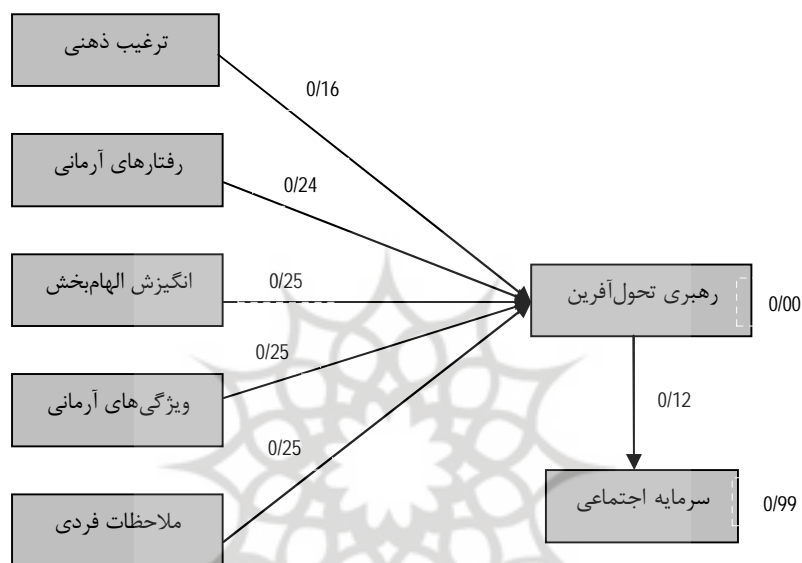 ترغیب ذهنی
0/16
رفتارهای آرمانی
0/24
انگیزش الهام‌بخش
0/25
رهبری تحول‌آفرین
0/00
0/25
ویژگی‌های آرمانی
0/12
0/25
سرمایه اجتماعی
0/99
ملاحظات فردی